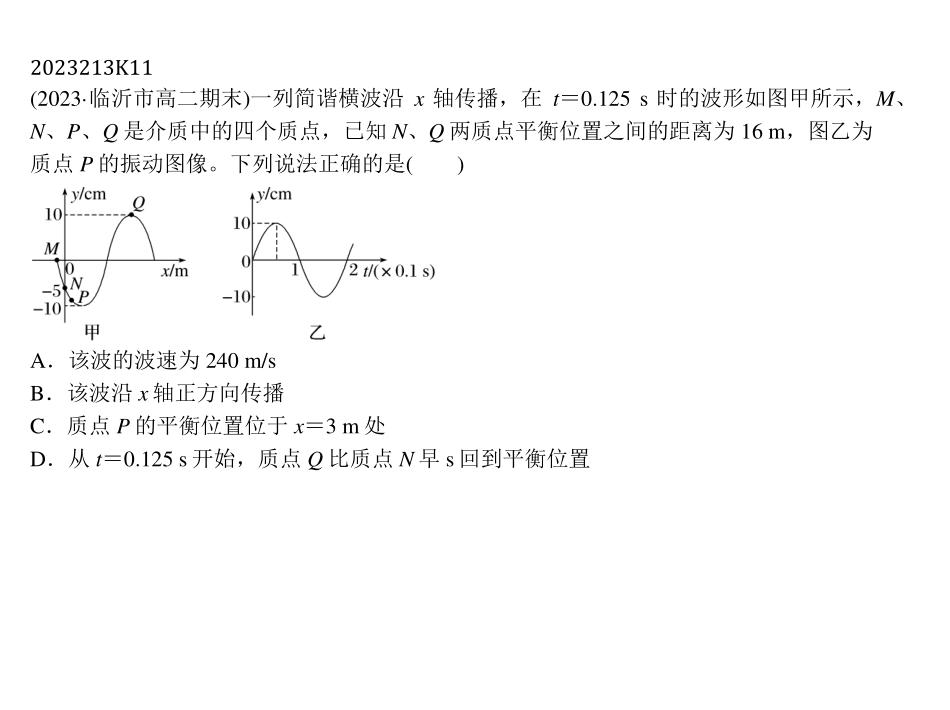 2023213K11
(2023·临沂市高二期末)一列简谐横波沿 x 轴传播，在 t＝0.125 s 时的波形如图甲所示，M、
N、P、Q 是介质中的四个质点，已知 N、Q 两质点平衡位置之间的距离为 16 m，图乙为
质点 P 的振动图像。下列说法正确的是(　　)
y/cm
10
Q
M
0
x/m
N
-5
P
-10
甲
y/cm
10
0
1
2
t/(×0.1 s)
-10
乙
A．该波的波速为 240 m/s
B．该波沿 x 轴正方向传播
C．质点 P 的平衡位置位于 x＝3 m 处
D．从 t＝0.125 s 开始，质点 Q 比质点 N 早 s 回到平衡位置